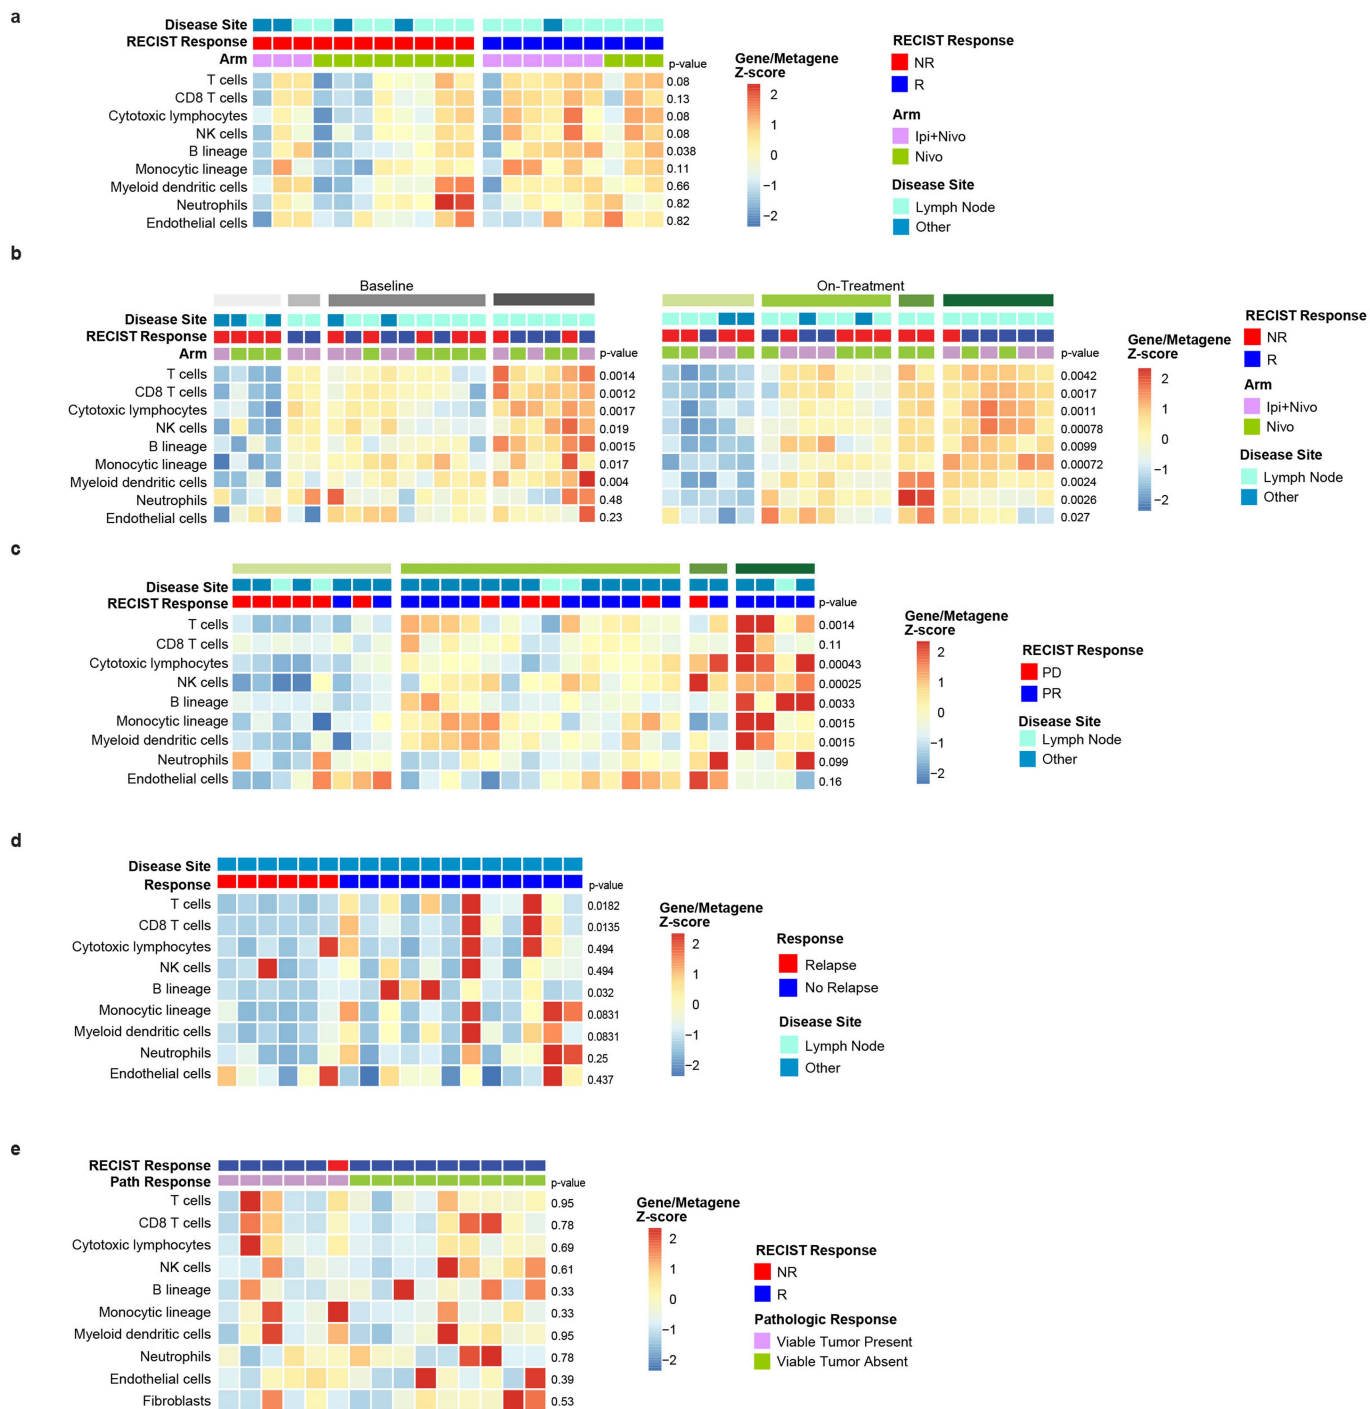 a
Disease Site
RECIST Response
Arm
p-value
T cells 0.08
CD8 T cells 0.13
Cytotoxic lymphocytes 0.08
NK cells 0.08
B lineage 0.038
Monocytic lineage 0.11
Myeloid dendritic cells 0.66
Neutrophils 0.82
Endothelial cells 0.82
Gene/Metagene
Z-score
2
1
0
−1
−2
RECIST Response
NR
R
Arm
Ipi+Nivo
Nivo
Disease Site
Lymph Node
Other
b
Baseline On-Treatment
Disease Site
RECIST Response
Arm p-value p-value
T cells 0.0014 0.0042
CD8 T cells 0.0012 0.0017
Cytotoxic lymphocytes 0.0017 0.0011
NK cells 0.019 0.00078
B lineage 0.0015 0.0099
Monocytic lineage 0.017 0.00072
Myeloid dendritic cells 0.004 0.0024
Neutrophils 0.48 0.0026
Endothelial cells 0.23 0.027
Gene/Metagene
Z-score
2
1
0
−1
−2
RECIST Response
NR
R
Arm
Ipi+Nivo
Nivo
Disease Site
Lymph Node
Other
c
Disease Site
RECIST Response p-value
T cells 0.0014
CD8 T cells 0.11
Cytotoxic lymphocytes 0.00043
NK cells 0.00025
B lineage 0.0033
Monocytic lineage 0.0015
Myeloid dendritic cells 0.0015
Neutrophils 0.099
Endothelial cells 0.16
Gene/Metagene
Z-score
2
1
0
−1
−2
RECIST Response
PD
PR
Disease Site
Lymph Node
Other
d
Disease Site
Response p-value
T cells 0.0182
CD8 T cells 0.0135
Cytotoxic lymphocytes 0.494
NK cells 0.494
B lineage 0.032
Monocytic lineage 0.0831
Myeloid dendritic cells 0.0831
Neutrophils 0.25
Endothelial cells 0.437
Gene/Metagene
Z-score
2
1
0
−1
−2
Response
Relapse
No Relapse
Disease Site
Lymph Node
Other
e
RECIST Response
Path Response p-value
T cells 0.95
CD8 T cells 0.78
Cytotoxic lymphocytes 0.69
NK cells 0.61
B lineage 0.33
Monocytic lineage 0.33
Myeloid dendritic cells 0.95
Neutrophils 0.78
Endothelial cells 0.39
Fibroblasts 0.53
Gene/Metagene
Z-score
2
1
0
−1
−2
RECIST Response
NR
R
Pathologic Response
Viable Tumor Present
Viable Tumor Absent